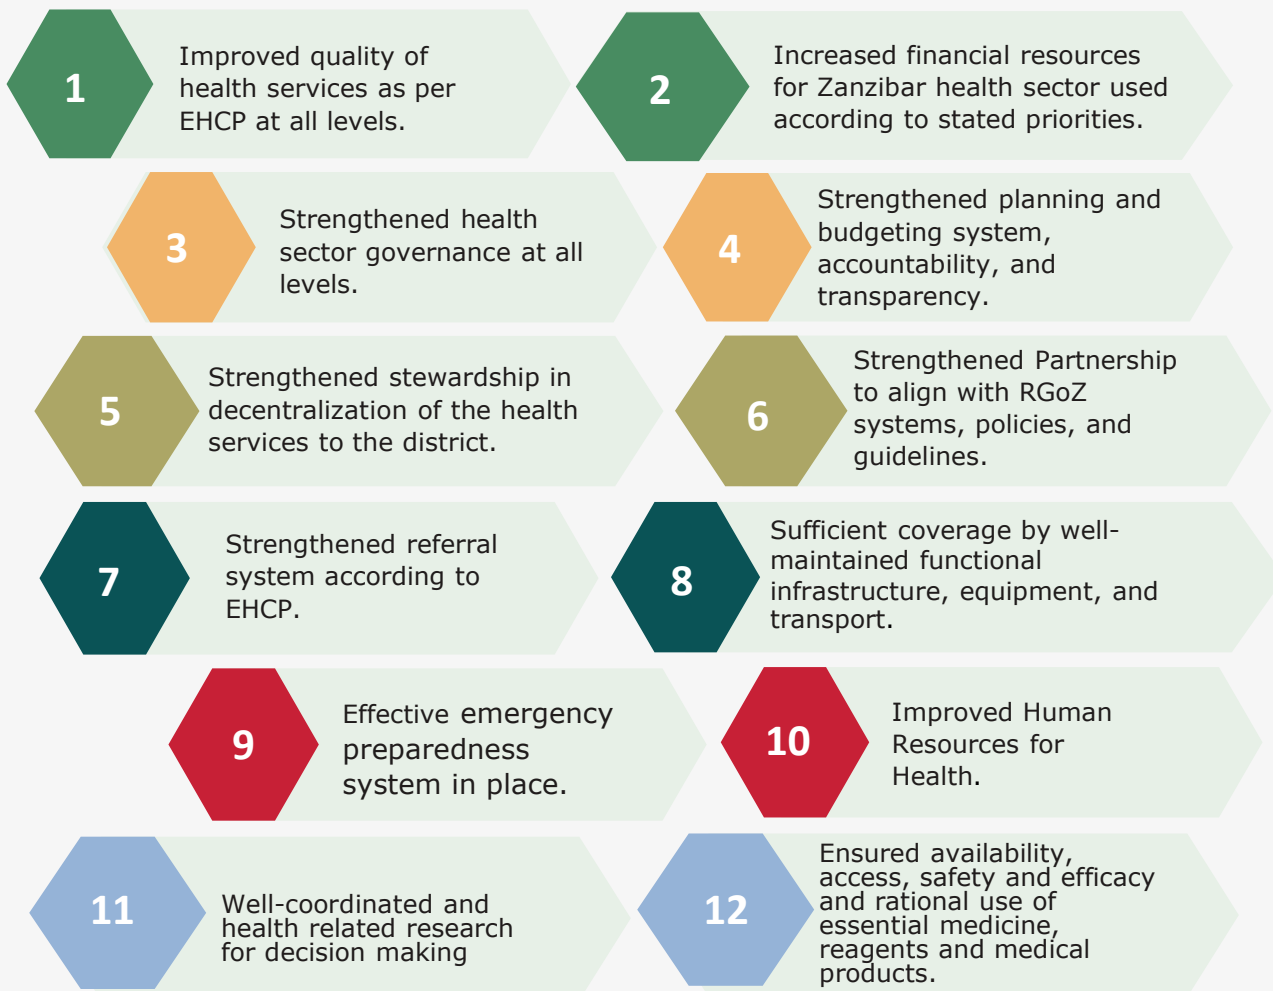 1
Improved quality of
health services as per
EHCP at all levels.
2
Increased financial resources
for Zanzibar health sector used
according to stated priorities.
3
Strengthened health
sector governance at all
levels.
4
Strengthened planning and
budgeting system,
accountability, and
transparency.
5
Strengthened stewardship in
decentralization of the health
services to the district.
6
Strengthened Partnership
to align with RGoZ
systems, policies, and
guidelines.
7
Strengthened referral
system according to
EHCP.
8
Sufficient coverage by well-
maintained functional
infrastructure, equipment, and
transport.
9
Effective emergency
preparedness
system in place.
10
Improved Human
Resources for
Health.
11
Well-coordinated and
health related research
for decision making
12
Ensured availability,
access, safety and efficacy
and rational use of
essential medicine,
reagents and medical
products.